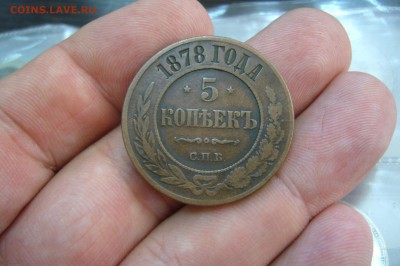 COINS.LAVE.RU
1878 ГОДА
5
КОПѢЕКЪ
С.П.Б.